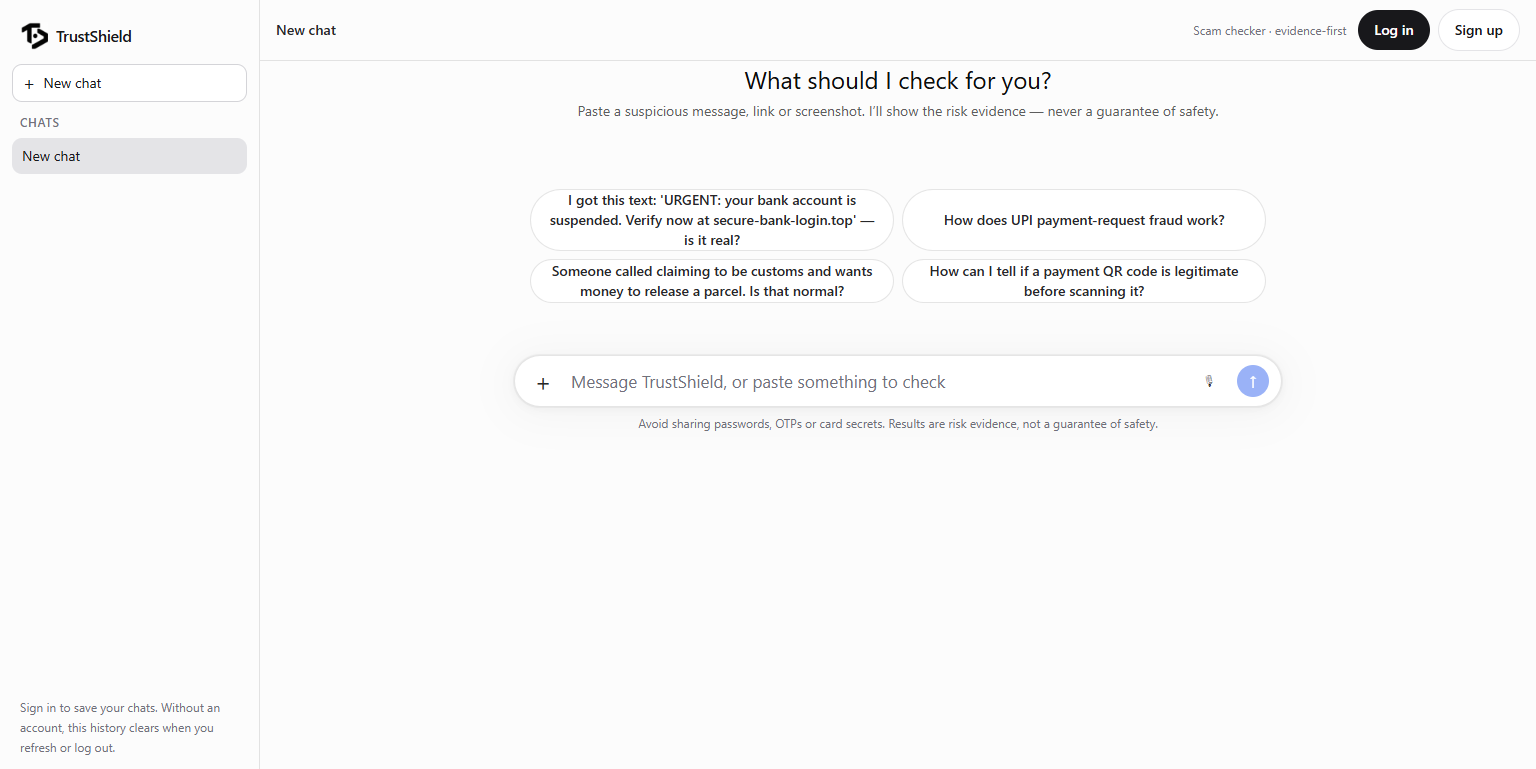 TrustShield
+ New chat
CHATS
New chat
Sign in to save your chats. Without an
account, this history clears when you
refresh or log out.
New chat
Scam checker · evidence-first
Log in
Sign up
What should I check for you?
Paste a suspicious message, link or screenshot. I’ll show the risk evidence — never a guarantee of safety.
I got this text: 'URGENT: your bank account is
suspended. Verify now at secure-bank-login.top' —
is it real?
How does UPI payment-request fraud work?
Someone called claiming to be customs and wants
money to release a parcel. Is that normal?
How can I tell if a payment QR code is legitimate
before scanning it?
+ Message TrustShield, or paste something to check ↑
Avoid sharing passwords, OTPs or card secrets. Results are risk evidence, not a guarantee of safety.